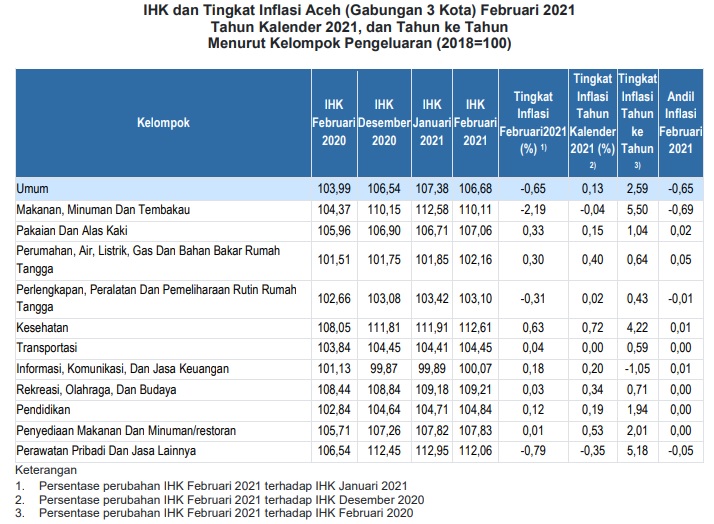 IHK dan Tingkat Inflasi Aceh (Gabungan 3 Kota) Februari 2021
Tahun Kalender 2021, dan Tahun ke Tahun
Menurut Kelompok Pengeluaran (2018=100)
Kelompok IHK Februari 2020 IHK Desember 2020 IHK Januari 2021 IHK Februari 2021 Tingkat Inflasi Februari2021 (%) 1) Tingkat Inflasi Tahun Kalender 2021 (%) 2) Tingkat Inflasi Tahun ke Tahun 3) Andil Inflasi Februari 2021
Umum 103,99 106,54 107,38 106,68 -0,65 0,13 2,59 -0,65
Makanan, Minuman Dan Tembakau 104,37 110,15 112,58 110,11 -2,19 -0,04 5,50 -0,69
Pakaian Dan Alas Kaki 105,96 106,90 106,71 107,06 0,33 0,15 1,04 0,02
Perumahan, Air, Listrik, Gas Dan Bahan Bakar Rumah Tangga 101,51 101,75 101,85 102,16 0,30 0,40 0,64 0,05
Perlengkapan, Peralatan Dan Pemeliharaan Rutin Rumah Tangga 102,66 103,08 103,42 103,10 -0,31 0,02 0,43 -0,01
Kesehatan 108,05 111,81 111,91 112,61 0,63 0,72 4,22 0,01
Transportasi 103,84 104,45 104,41 104,45 0,04 0,00 0,59 0,00
Informasi, Komunikasi, Dan Jasa Keuangan 101,13 99,87 99,89 100,07 0,18 0,20 -1,05 0,01
Rekreasi, Olahraga, Dan Budaya 108,44 108,84 109,18 109,21 0,03 0,34 0,71 0,00
Pendidikan 102,84 104,64 104,71 104,84 0,12 0,19 1,94 0,00
Penyediaan Makanan Dan Minuman/restoran 105,71 107,26 107,82 107,83 0,01 0,53 2,01 0,00
Perawatan Pribadi Dan Jasa Lainnya 106,54 112,45 112,95 112,06 -0,79 -0,35 5,18 -0,05
Keterangan
1. Persentase perubahan IHK Februari 2021 terhadap IHK Januari 2021
2. Persentase perubahan IHK Februari 2021 terhadap IHK Desember 2020
3. Persentase perubahan IHK Februari 2021 terhadap IHK Februari 2020